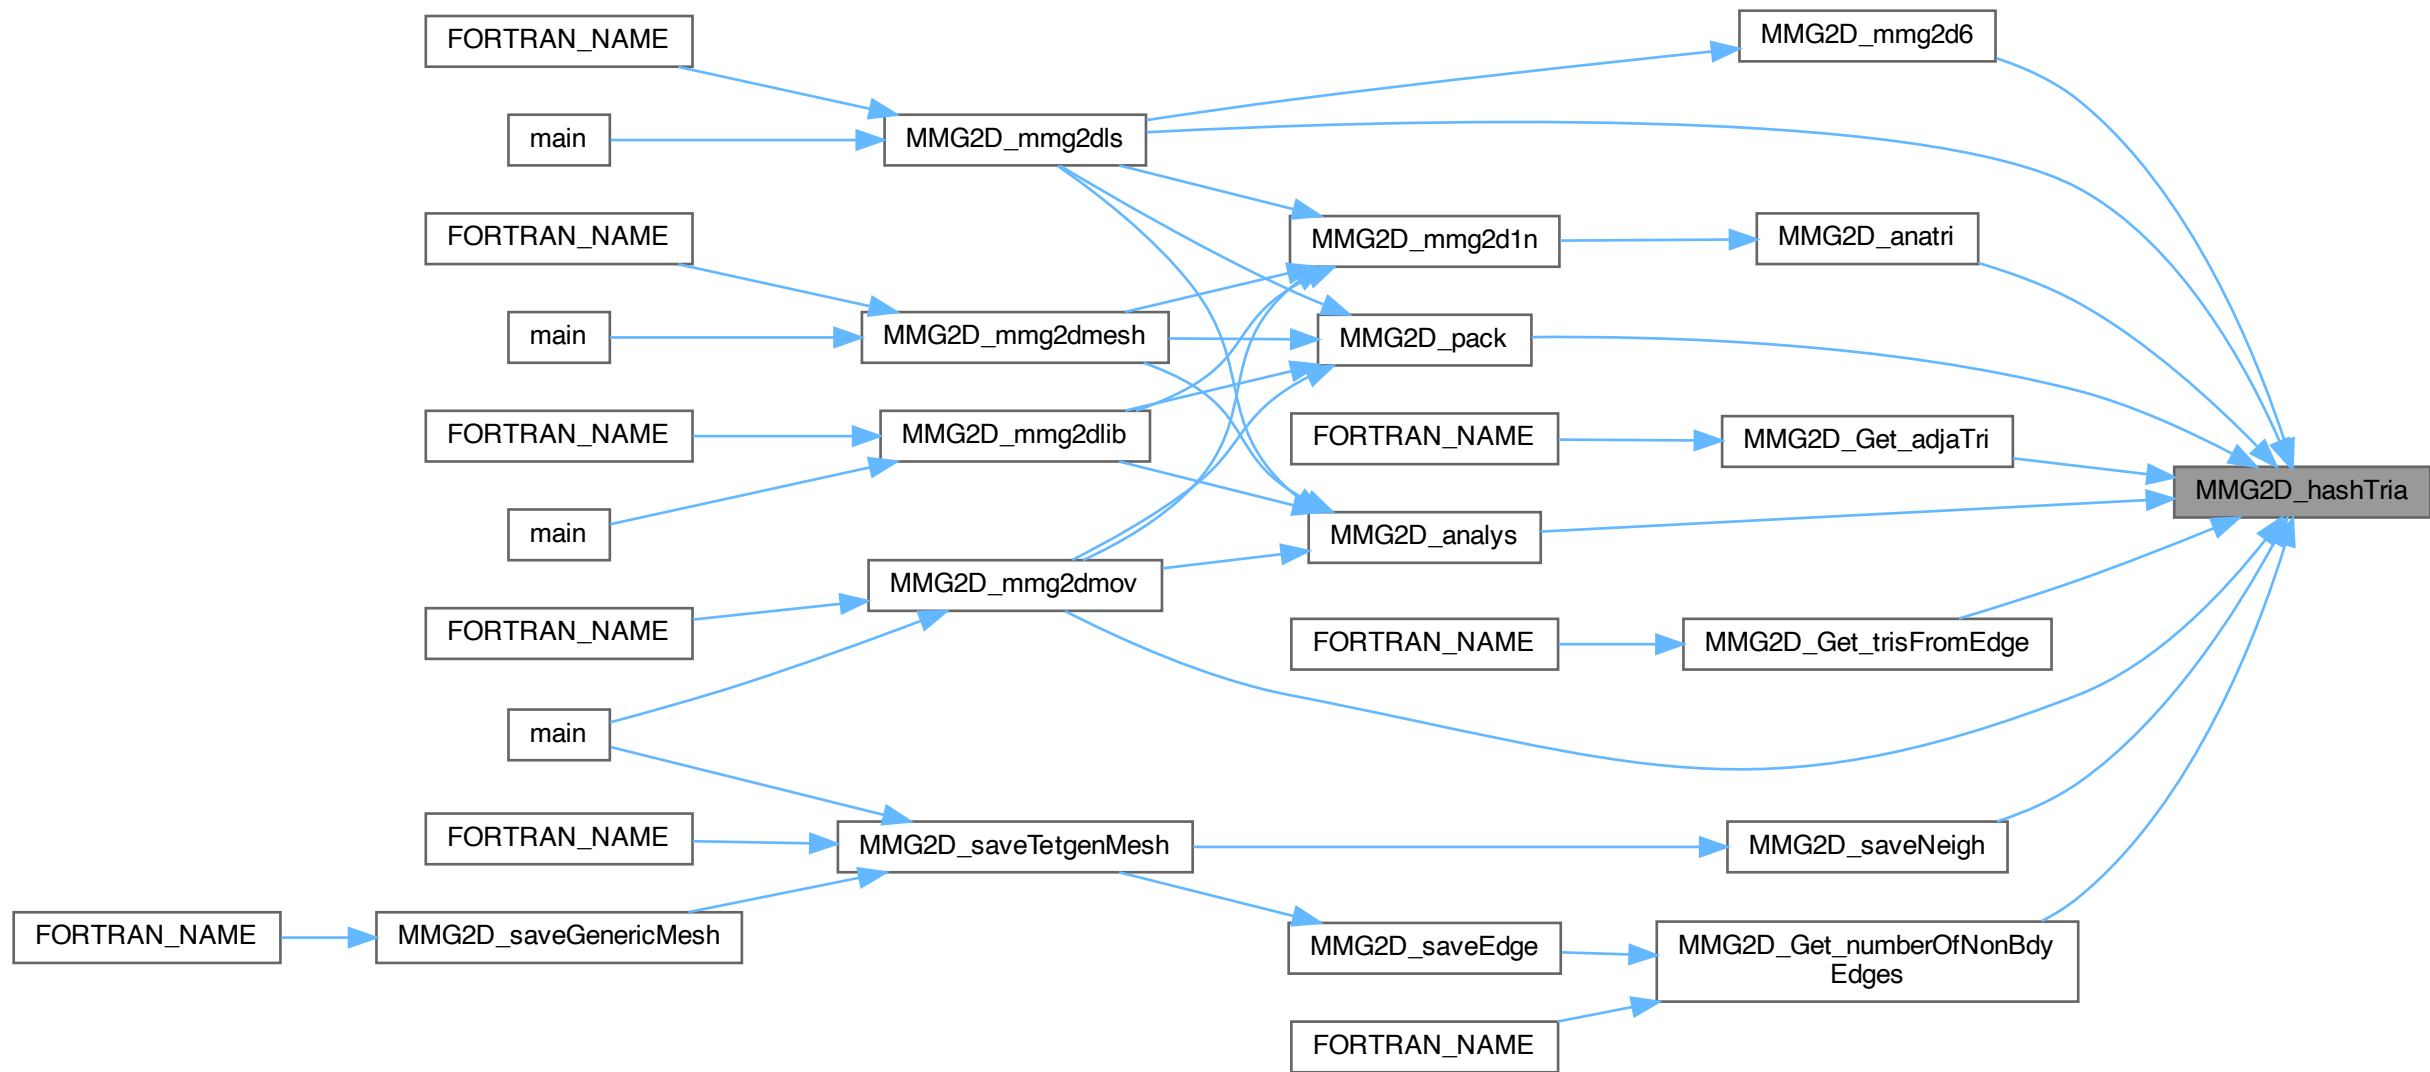 FORTRAN_NAME
MMG2D_mmg2d6
main
MMG2D_mmg2dls
FORTRAN_NAME
MMG2D_mmg2d1n
MMG2D_anatri
main
MMG2D_mmg2dmesh
MMG2D_pack
FORTRAN_NAME
MMG2D_mmg2dlib
FORTRAN_NAME
MMG2D_Get_adjaTri
MMG2D_hashTria
main
MMG2D_analys
MMG2D_mmg2dmov
FORTRAN_NAME
FORTRAN_NAME
MMG2D_Get_trisFromEdge
main
FORTRAN_NAME
MMG2D_saveTetgenMesh
MMG2D_saveNeigh
FORTRAN_NAME
MMG2D_saveGenericMesh
MMG2D_saveEdge
MMG2D_Get_numberOfNonBdy
Edges
FORTRAN_NAME